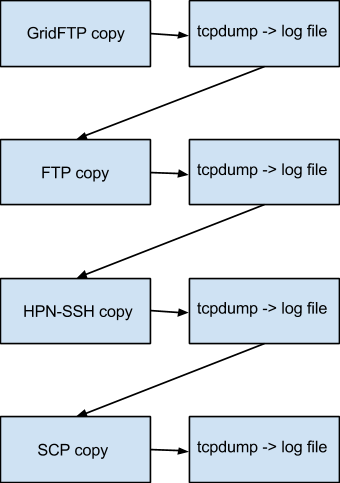 GridFTP copy
tcpdump -> log file
FTP copy
tcpdump -> log file
HPN-SSH copy
tcpdump -> log file
SCP copy
tcpdump -> log file